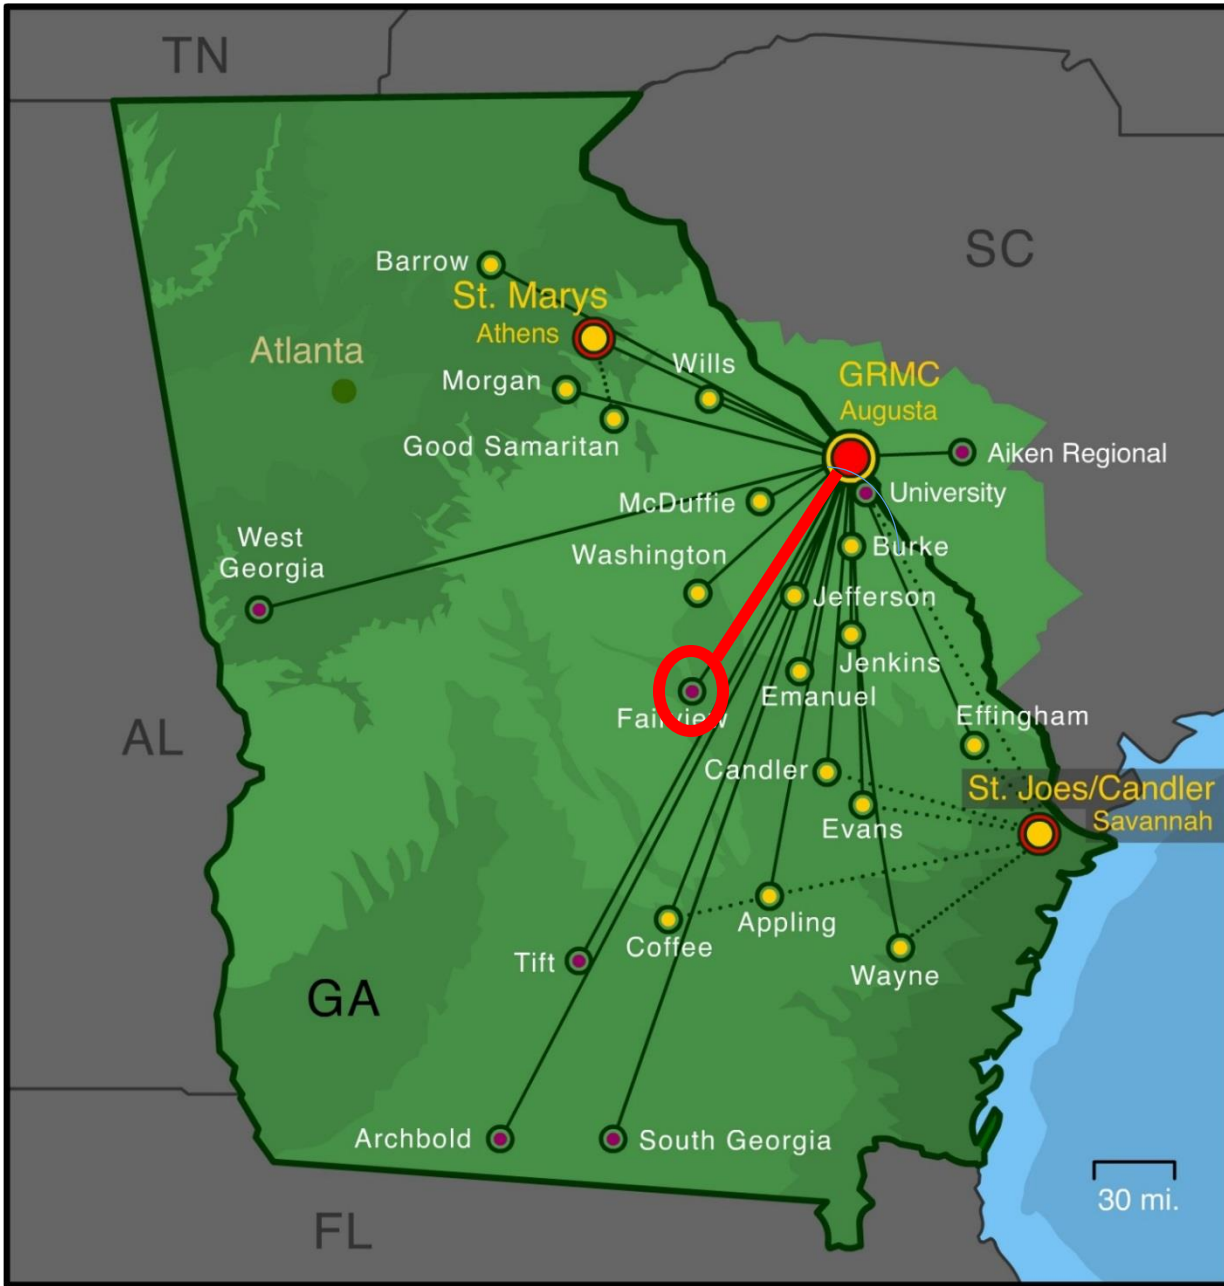 TN
SC
Barrow
St. Marys
Athens
Atlanta
Wills
GRMC
Augusta
Morgan
Good Samaritan
Aiken Regional
McDuffie
University
West
Georgia
Washington
Burke
Jefferson
Jenkins
Emanuel
Fairview
Effingham
AL
Candler
St. Joes/Candler
Savannah
Evans
Appling
Coffee
Tift
Wayne
GA
Archbold
South Georgia
30 mi.
FL